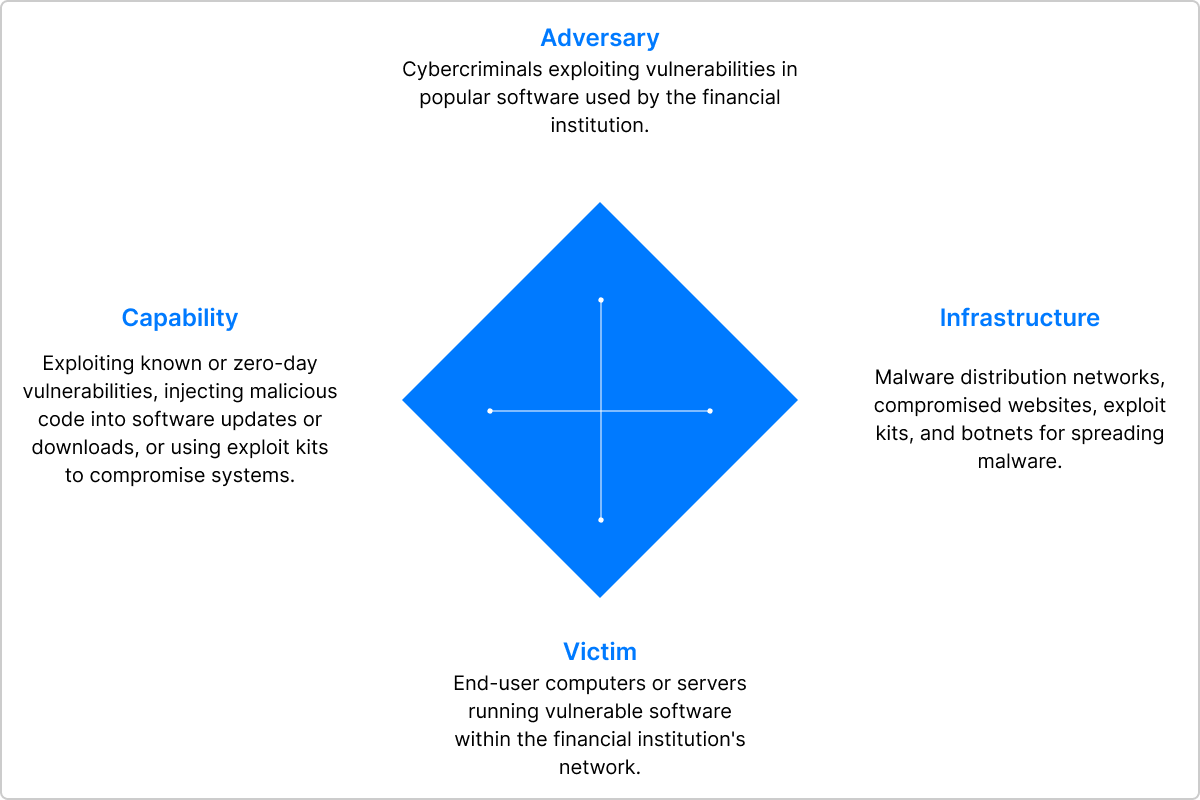 Adversary
Cybercriminals exploiting vulnerabilities in
popular software used by the financial
institution.
Capability
Exploiting known or zero-day
vulnerabilities, injecting malicious
code into software updates or
downloads, or using exploit kits
to compromise systems.
Infrastructure
Malware distribution networks,
compromised websites, exploit
kits, and botnets for spreading
malware.
Victim
End-user computers or servers
running vulnerable software
within the financial institution's
network.